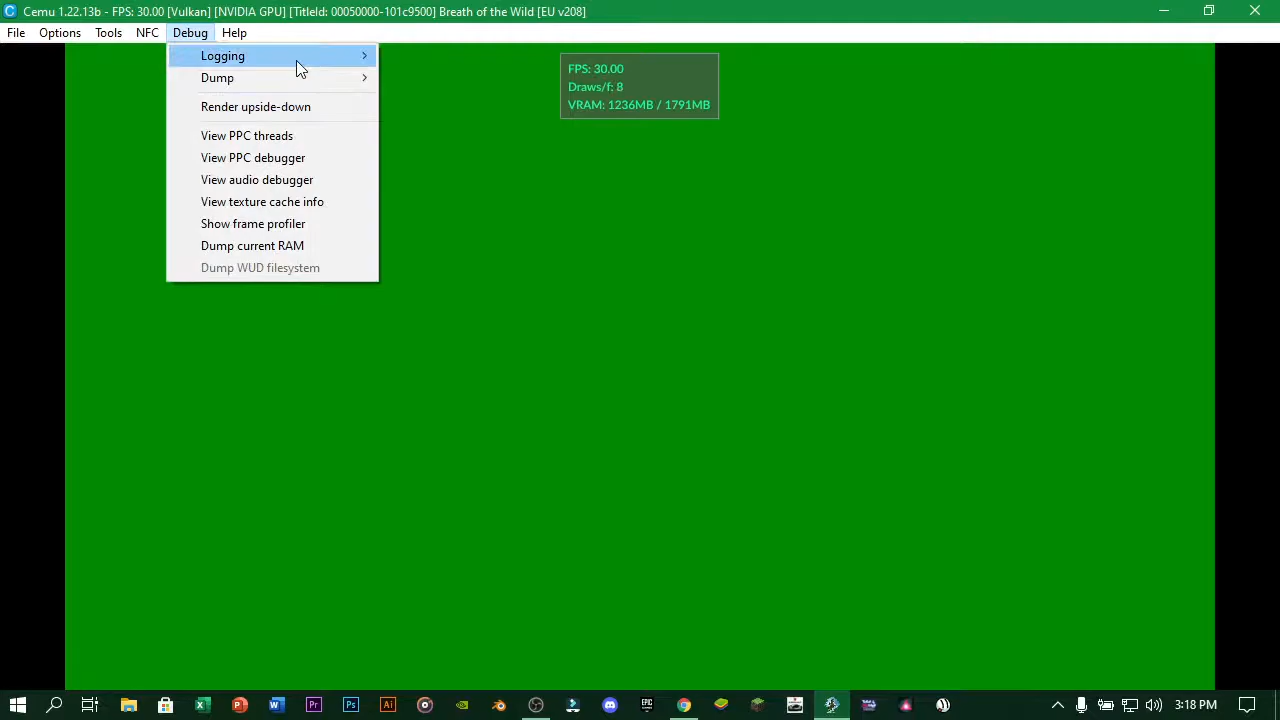 Cemu 1.22.13b - FPS: 30.00 [Vulkan] [NVIDIA GPU] [TitleId: 00050000-101c9500] Breath of the Wild [EU v208]
File Options Tools NFC Debug Help
Logging
Dump
Render upside-down
View PPC threads
View PPC debugger
View audio debugger
View texture cache info
Show frame profiler
Dump current RAM
Dump WUD filesystem
FPS: 30.00
Draws/f: 8
VRAM: 1236MB / 1791MB
3:18 PM